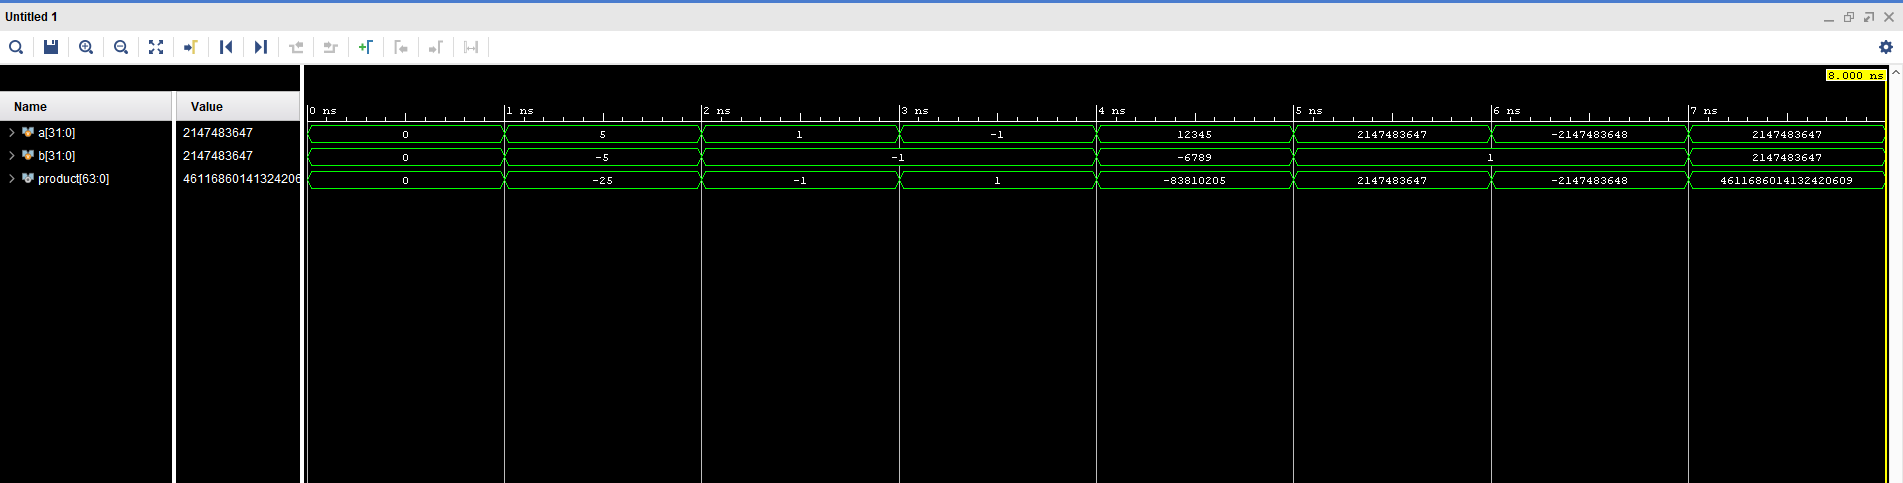 Untitled 1
8.000 ns
Name Value
0 ns 1 ns 2 ns 3 ns 4 ns 5 ns 6 ns 7 ns
a[31:0] 2147483647 0 5 1 -1 12345 2147483647 -2147483648 2147483647
b[31:0] 2147483647 0 -5 -1 -6789 1 2147483647
product[63:0] 46116860141324206 0 -25 -1 1 -83810205 2147483647 -2147483648 4611686014132420609